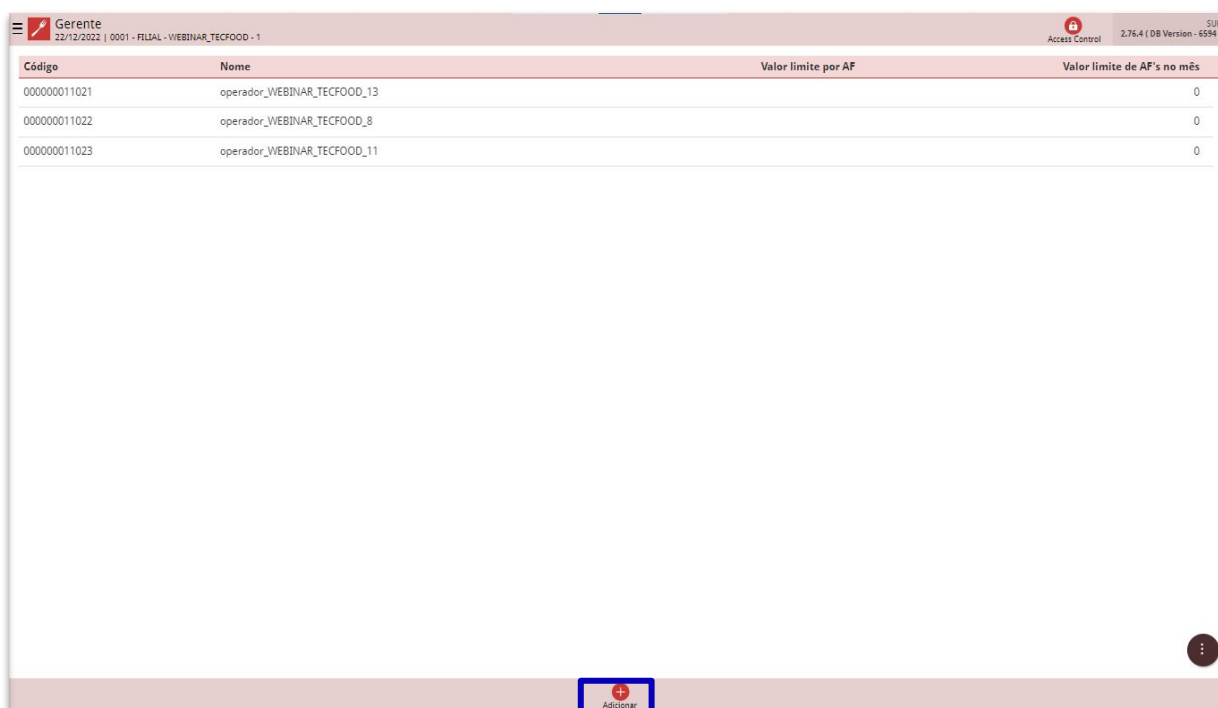 Gerente
22/12/2022 | 0001 - FILIAL - WEBINAR_TECFOOD - 1
Access Control
2.76.4 ( DB Version - 6594
Código Nome Valor limite por AF Valor limite de AF's no mês
000000011021 operador_WEBINAR_TECFOOD_13 0
000000011022 operador_WEBINAR_TECFOOD_8 0
000000011023 operador_WEBINAR_TECFOOD_11 0
Adicionar